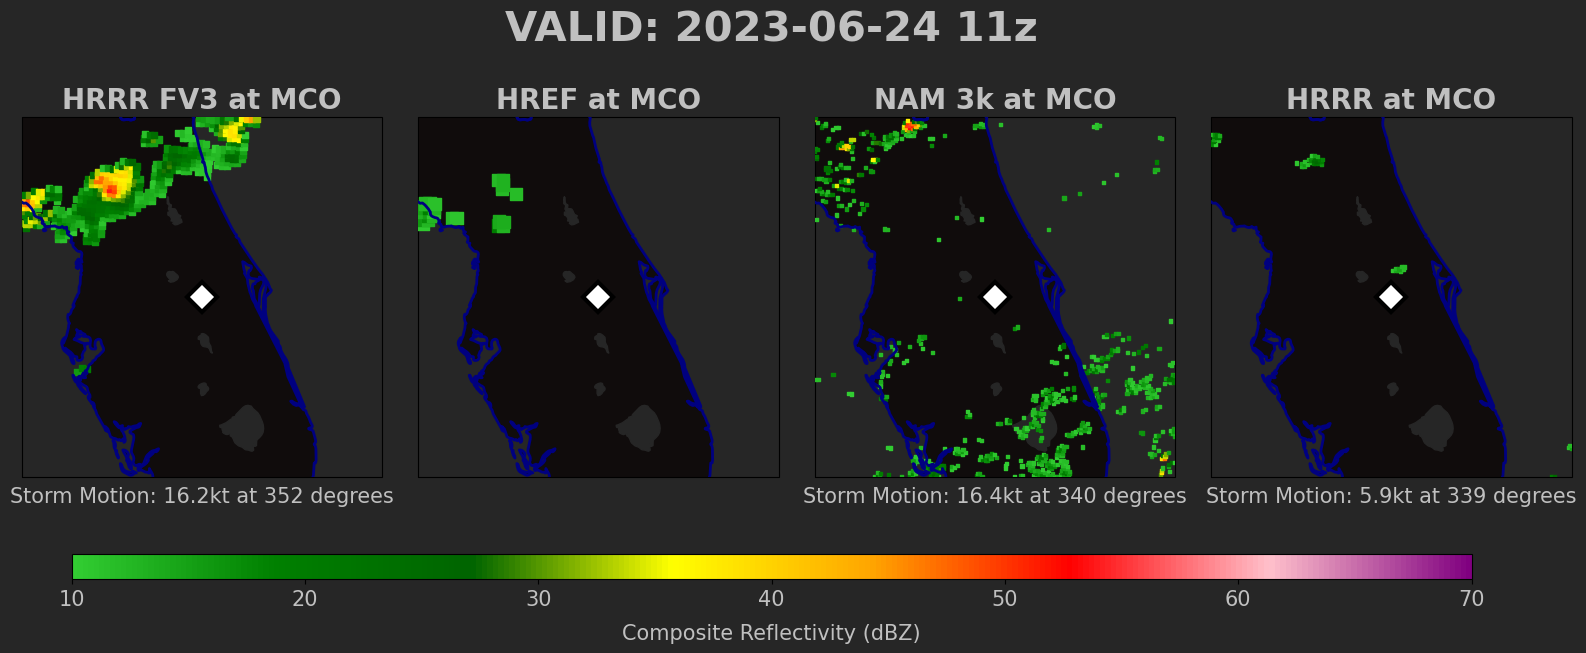 VALID: 2023-06-24 11z
HRRR FV3 at MCO
HREF at MCO
NAM 3k at MCO
HRRR at MCO
Storm Motion: 16.2kt at 352 degrees
Storm Motion: 16.4kt at 340 degrees
Storm Motion: 5.9kt at 339 degrees
10 20 30 40 50 60 70
Composite Reflectivity (dBZ)